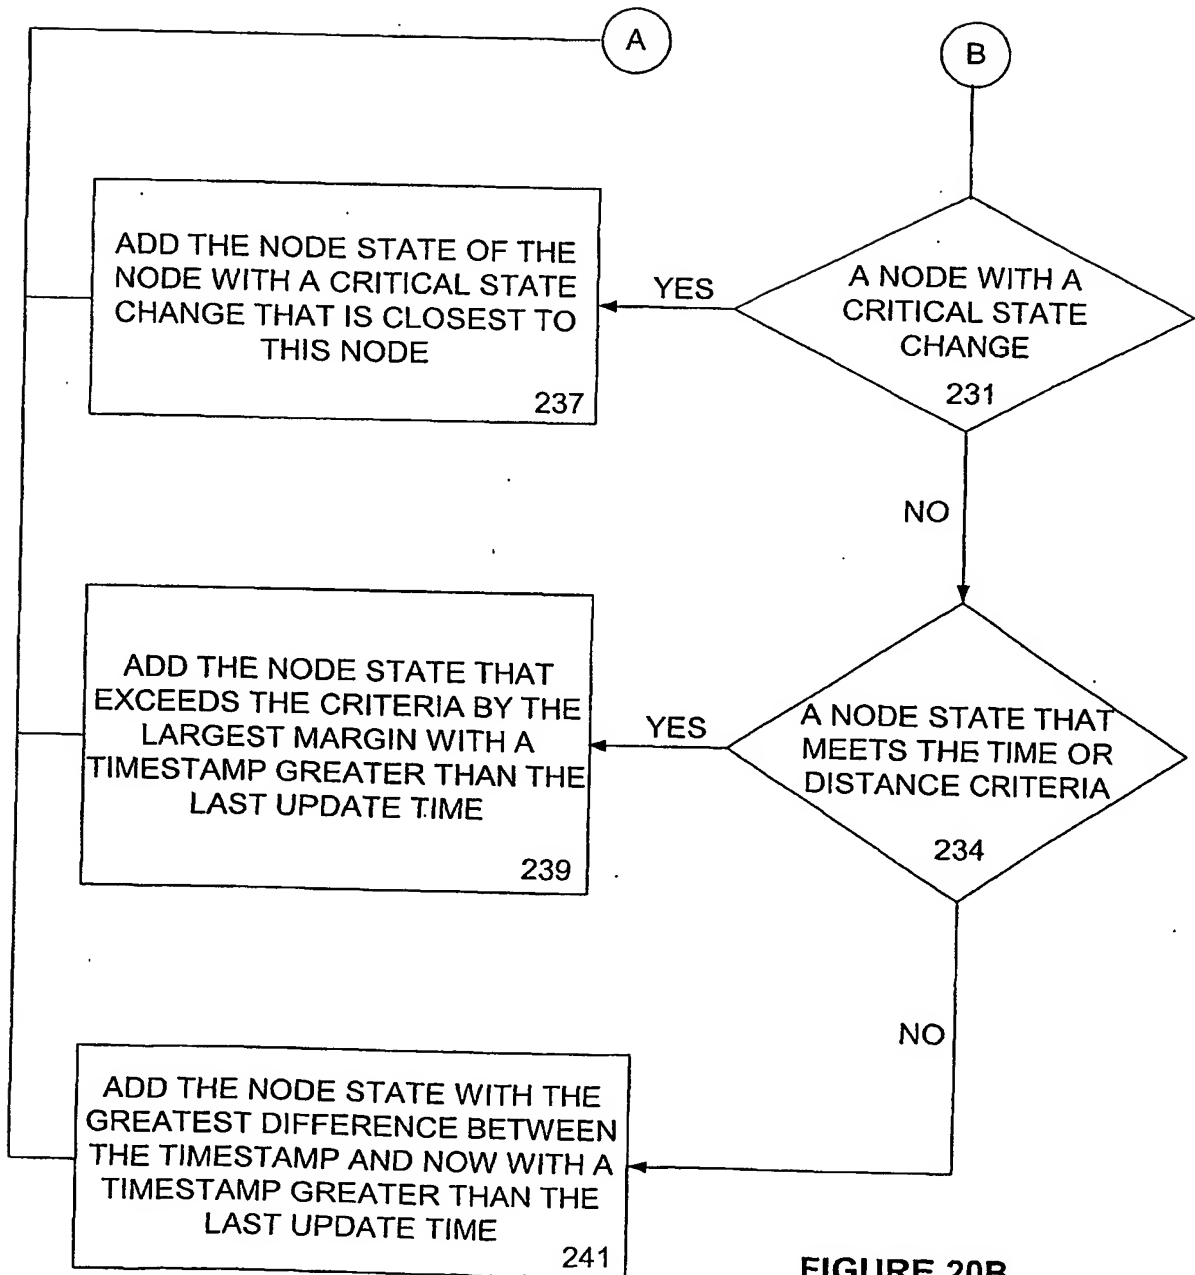 A
B
ADD THE NODE STATE OF THE
NODE WITH A CRITICAL STATE
CHANGE THAT IS CLOSEST TO
THIS NODE
237
YES
A NODE WITH A
CRITICAL STATE
CHANGE
231
NO
ADD THE NODE STATE THAT
EXCEEDS THE CRITERIA BY THE
LARGEST MARGIN WITH A
TIMESTAMP GREATER THAN THE
LAST UPDATE TIME
239
YES
A NODE STATE THAT
MEETS THE TIME OR
DISTANCE CRITERIA
234
NO
ADD THE NODE STATE WITH THE
GREATEST DIFFERENCE BETWEEN
THE TIMESTAMP AND NOW WITH A
TIMESTAMP GREATER THAN THE
LAST UPDATE TIME
241
FIGURE 20B